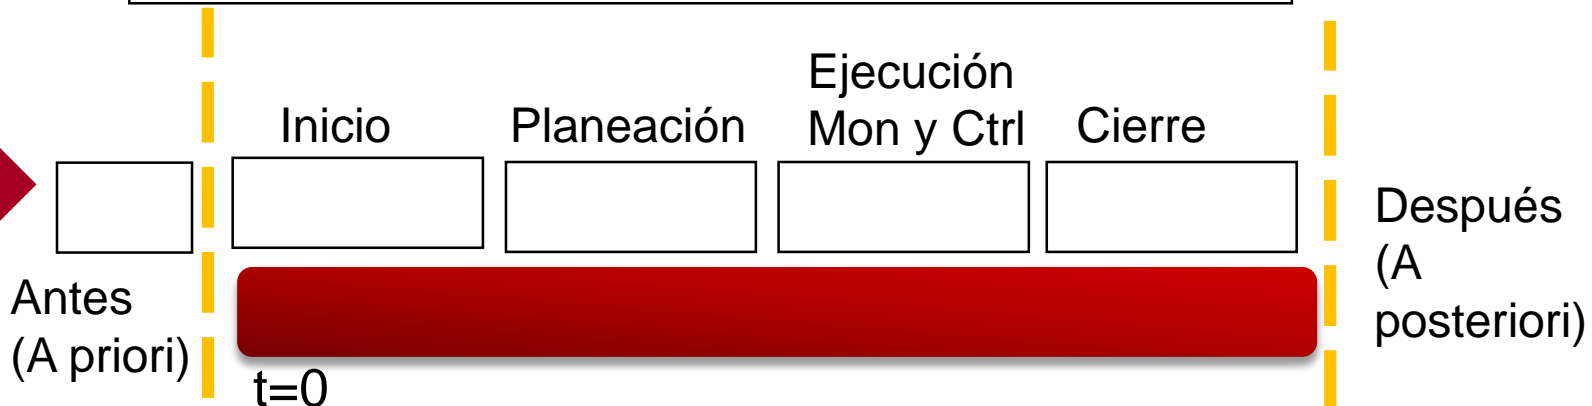 Inicio
Planeación
Ejecución
Mon y Ctrl
Cierre
Antes
(A priori)
Después
(A
posteriori)
t=0